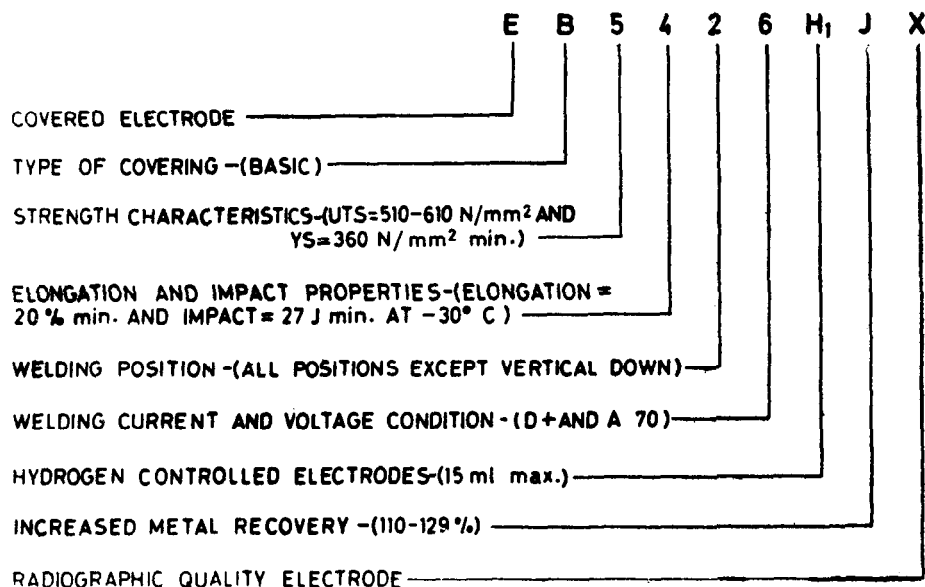 E B 5 4 2 6 H₁ J X
COVERED ELECTRODE
TYPE OF COVERING -(BASIC)
STRENGTH CHARACTERISTICS-(UTS=510-610 N/mm² AND
YS=360 N/mm² min.)
ELONGATION AND IMPACT PROPERTIES-(ELONGATION =
20 % min. AND IMPACT= 27 J min. AT -30° C )
WELDING POSITION -(ALL POSITIONS EXCEPT VERTICAL DOWN)
WELDING CURRENT AND VOLTAGE CONDITION - (D+AND A 70)
HYDROGEN CONTROLLED ELECTRODES-(15 ml max.)
INCREASED METAL RECOVERY -(110-129 %)
RADIOGRAPHIC QUALITY ELECTRODE